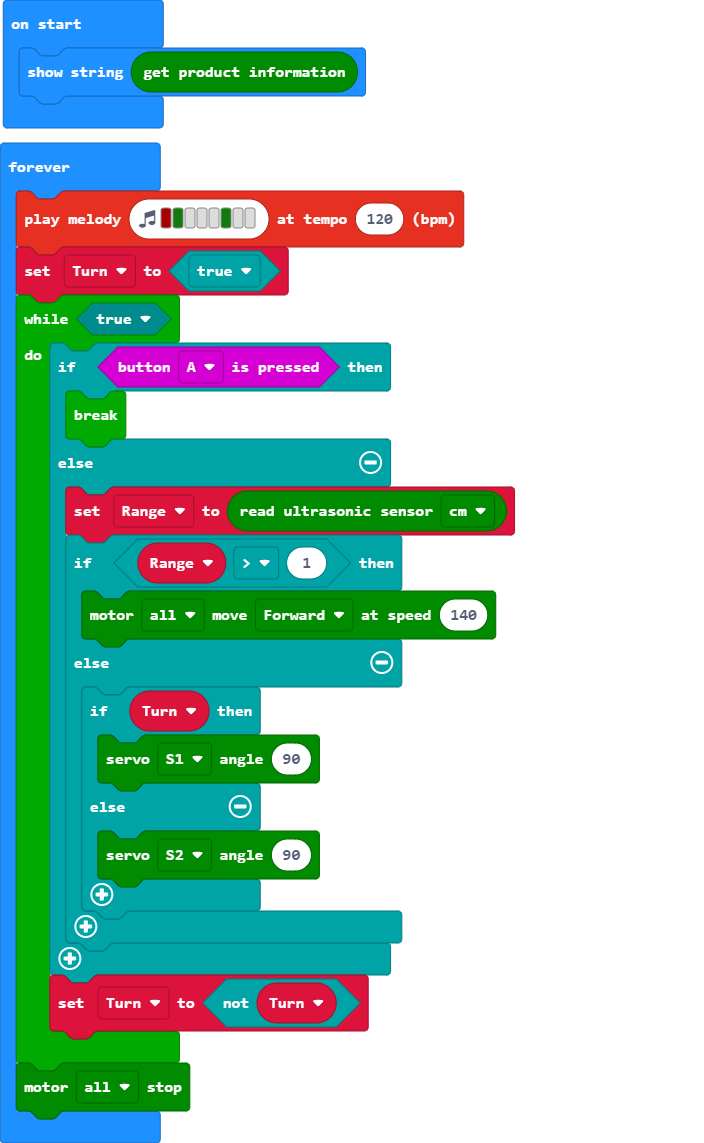 on start
show string get product information
forever
play melody at tempo 120 (bpm)
set Turn to true
while true
do if button A is pressed then
break
else
set Range to read ultrasonic sensor cm
if Range > 1 then
motor all move Forward at speed 140
else
if Turn then
servo S1 angle 90
else
servo S2 angle 90
set Turn to not Turn
motor all stop